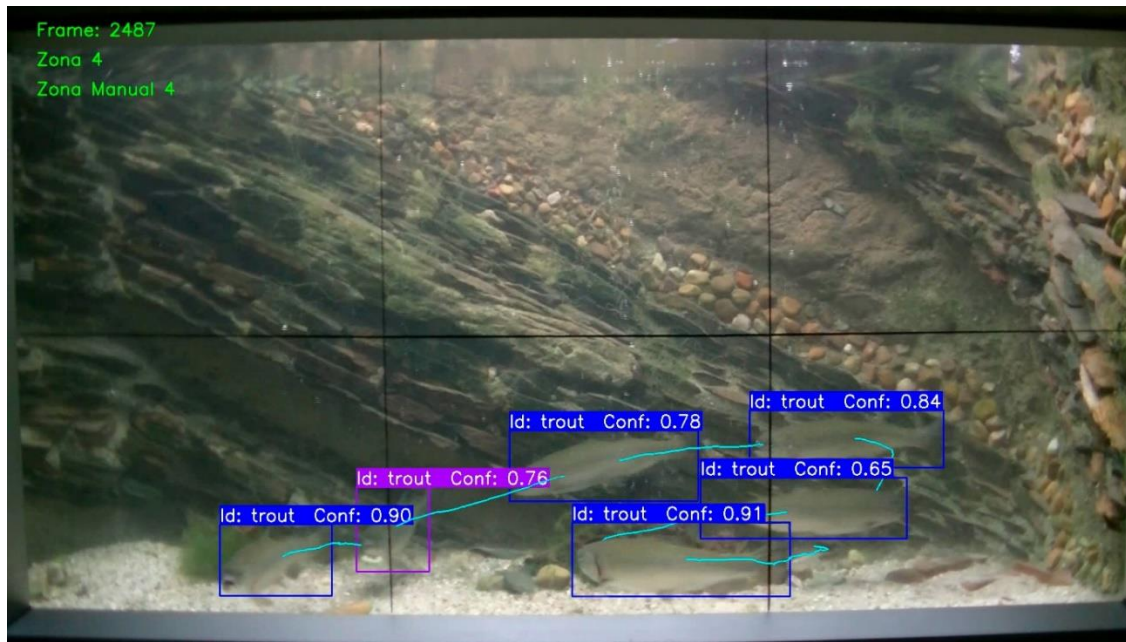 Frame: 2487
Zona 4
Zona Manual 4
Id: trout Conf: 0.84
Id: trout Conf: 0.78
Id: trout Conf: 0.65
Id: trout Conf: 0.76
Id: trout Conf: 0.91
Id: trout Conf: 0.90